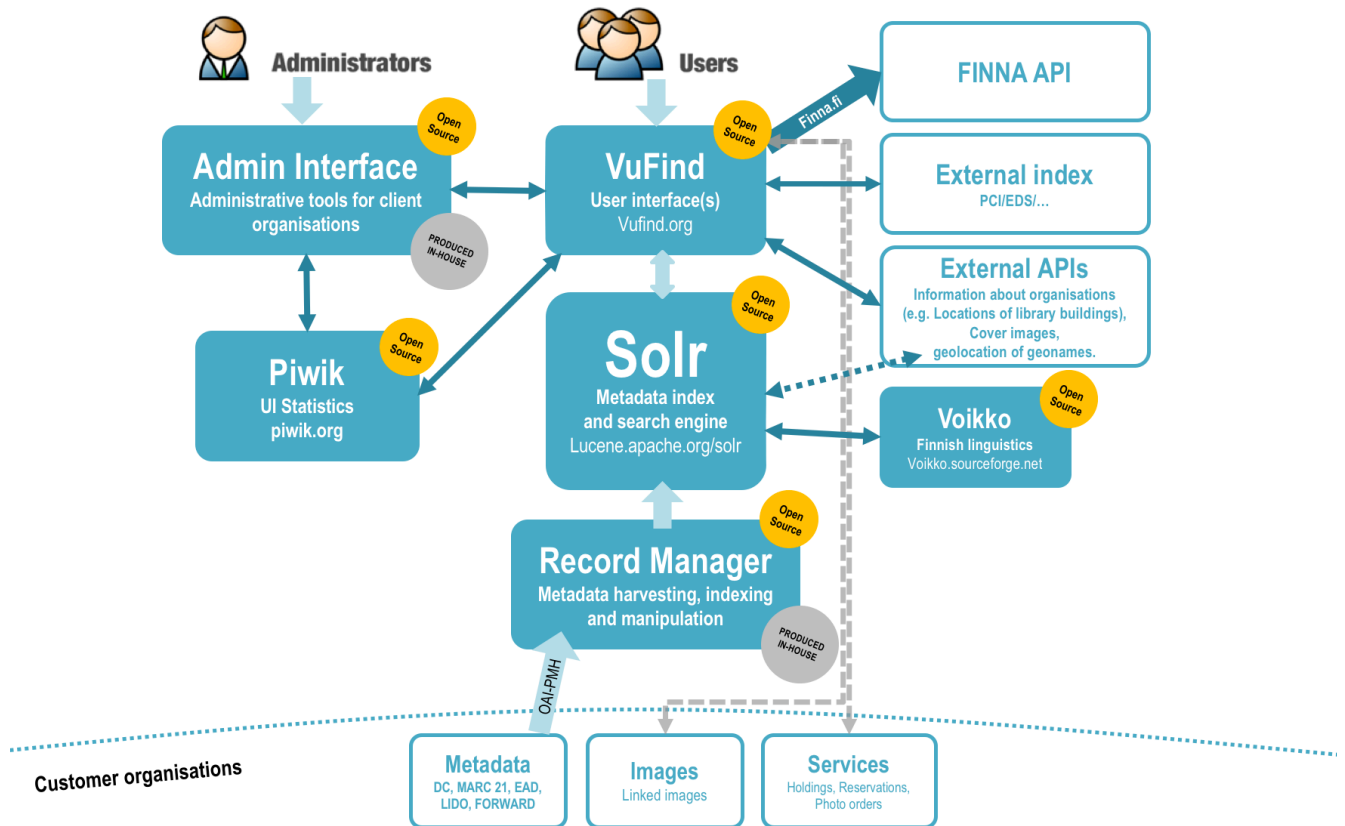 Administrators
Users
FINNA API
Finna.fi
Open
Source
Admin Interface
Administrative tools for client
organisations
PRODUCED
IN-HOUSE
Open
Source
VuFind
User interface(s)
Vufind.org
External index
PCI/EDS/…
External APIs
Information about organisations
(e.g. Locations of library buildings),
Cover images,
geolocation of geonames.
Open
Source
Piwik
UI Statistics
piwik.org
Open
Source
Solr
Metadata index
and search engine
Lucene.apache.org/solr
Open
Source
Voikko
Finnish linguistics
Voikko.sourceforge.net
Open
Source
Record Manager
Metadata harvesting, indexing
and manipulation
PRODUCED
IN-HOUSE
OAI-PMH
Customer organisations
Metadata
DC, MARC 21, EAD,
LIDO, FORWARD
Images
Linked images
Services
Holdings, Reservations,
Photo orders